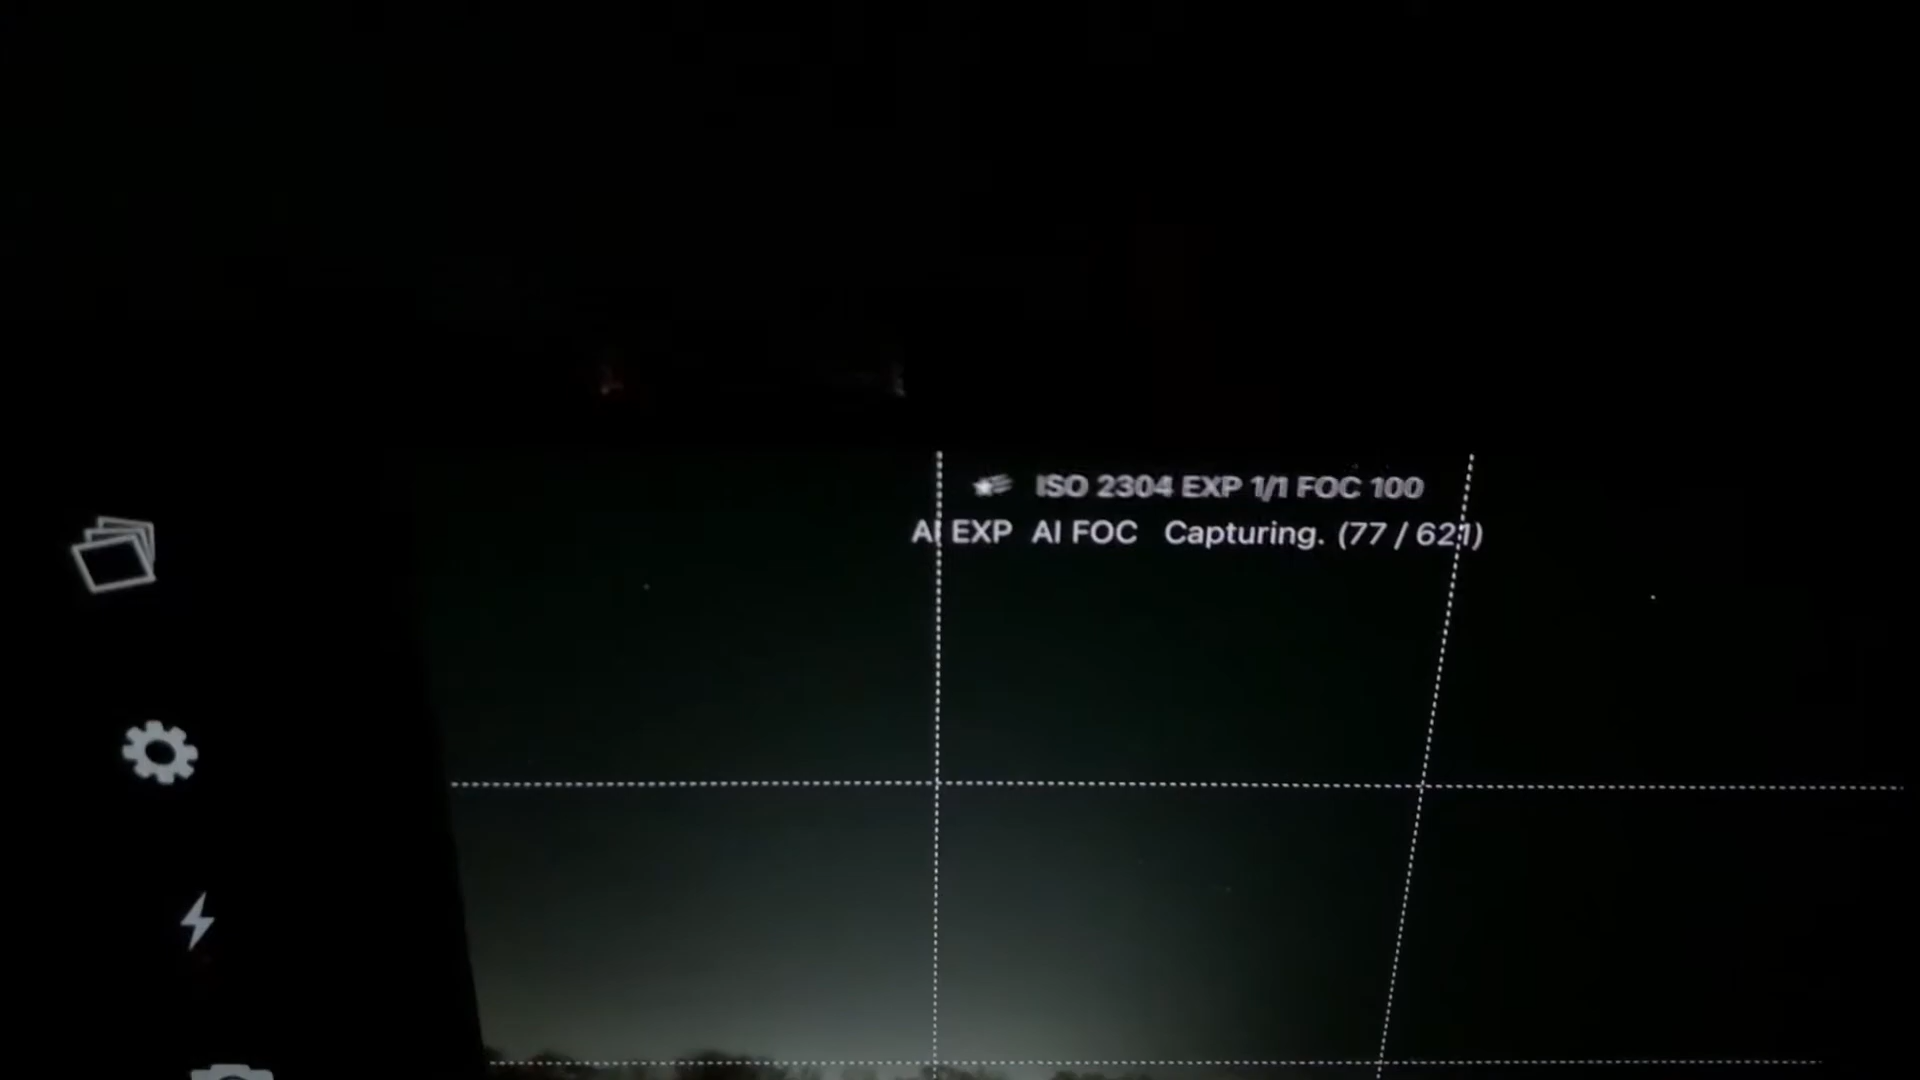 ISO 2304 EXP 1/1 FOC 100
AI EXP AI FOC Capturing. (77 / 621)